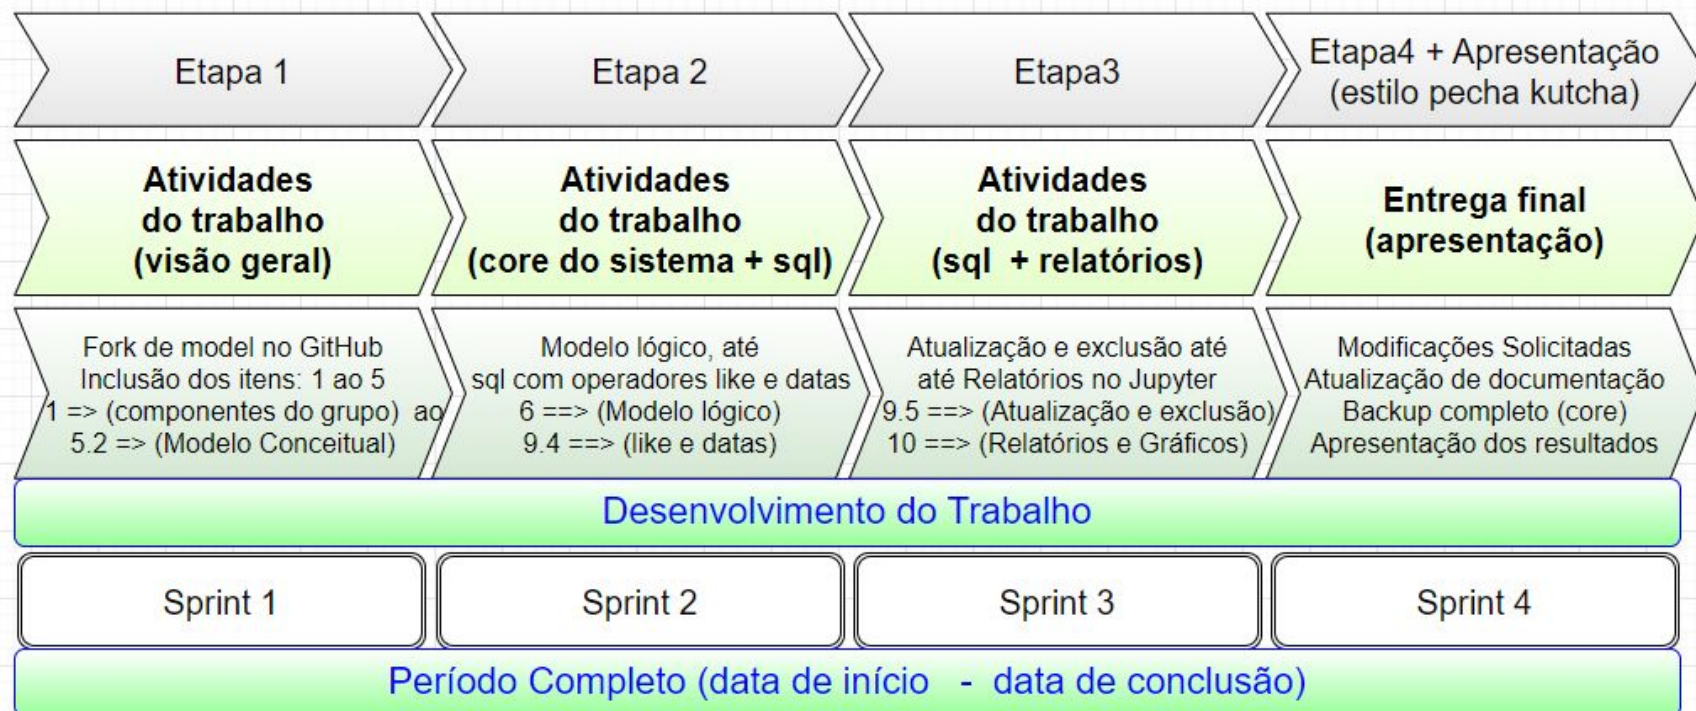 Etapa 1
Etapa 2
Etapa3
Etapa4 + Apresentação
(estilo pecha kutcha)
Atividades
do trabalho
(visão geral)
Atividades
do trabalho
(core do sistema + sql)
Atividades
do trabalho
(sql + relatórios)
Entrega final
(apresentação)
Fork de model no GitHub
Inclusão dos itens: 1 ao 5
1 => (componentes do grupo) ao
5.2 => (Modelo Conceitual)
Modelo lógico, até
sql com operadores like e datas
6 ==> (Modelo lógico)
9.4 ==> (like e datas)
Atualização e exclusão até
até Relatórios no Jupyter
9.5 ==> (Atualização e exclusão)
10 ==> (Relatórios e Gráficos)
Modificações Solicitadas
Atualização de documentação
Backup completo (core)
Apresentação dos resultados
Desenvolvimento do Trabalho
Sprint 1
Sprint 2
Sprint 3
Sprint 4
Período Completo (data de início - data de conclusão)